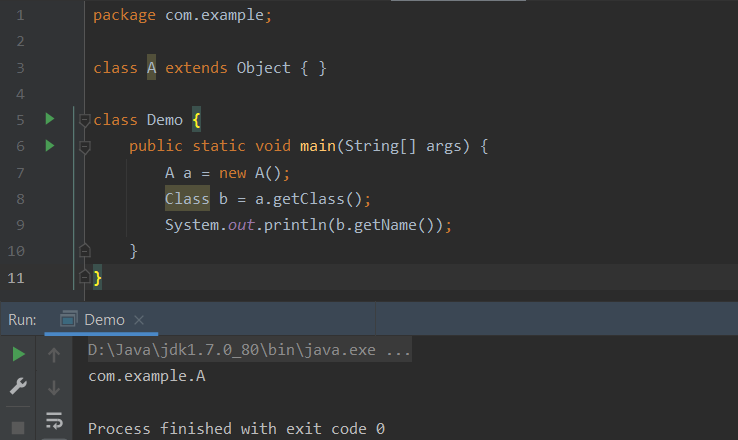 1 package com.example;
2
3 class A extends Object { }
4
5 class Demo {
6 public static void main(String[] args) {
7 A a = new A();
8 Class b = a.getClass();
9 System.out.println(b.getName());
10 }
11 }
Run: Demo ×
D:\Java\jdk1.7.0_80\bin\java.exe ...
com.example.A
Process finished with exit code 0